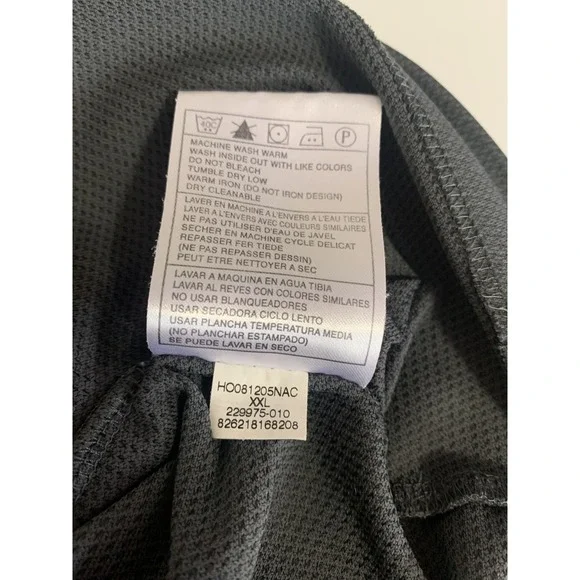 40C
P
MACHINE WASH WARM
WASH INSIDE OUT WITH LIKE COLORS
DO NOT BLEACH
TUMBLE DRY LOW
WARM IRON (DO NOT IRON DESIGN)
DRY CLEANABLE
LAVER EN MACHINE A L'ENVERS A L'EAU TIEDE
LAVER A L'ENVERS AVEC COULEURS SIMILAIRES
NE PAS UTILISER D'EAU DE JAVEL
SECHER EN MACHINE CYCLE DELICAT
REPASSER FER TIEDE
(NE PAS REPASSER DESSIN)
PEUT ETRE NETTOYER A SEC
LAVAR A MAQUINA EN AGUA TIBIA
LAVAR AL REVES CON COLORES SIMILARES
NO USAR BLANQUEADORES
USAR SECADORA CICLO LENTO
USAR PLANCHA TEMPERATURA MEDIA
(NO PLANCHAR ESTAMPADO)
SE PUEDE LAVAR EN SECO
HO081205NAC
XXL
229975-010
826218168208